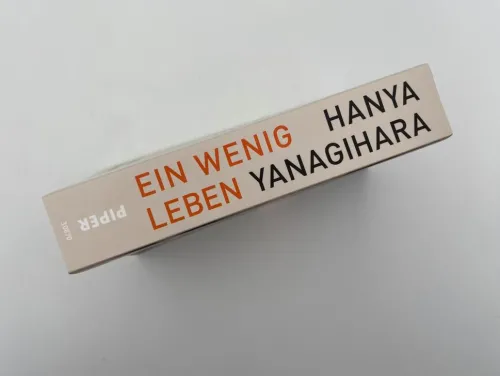 EIN WENIG
LEBEN
HANYA
YANAGIHARA
PIPER